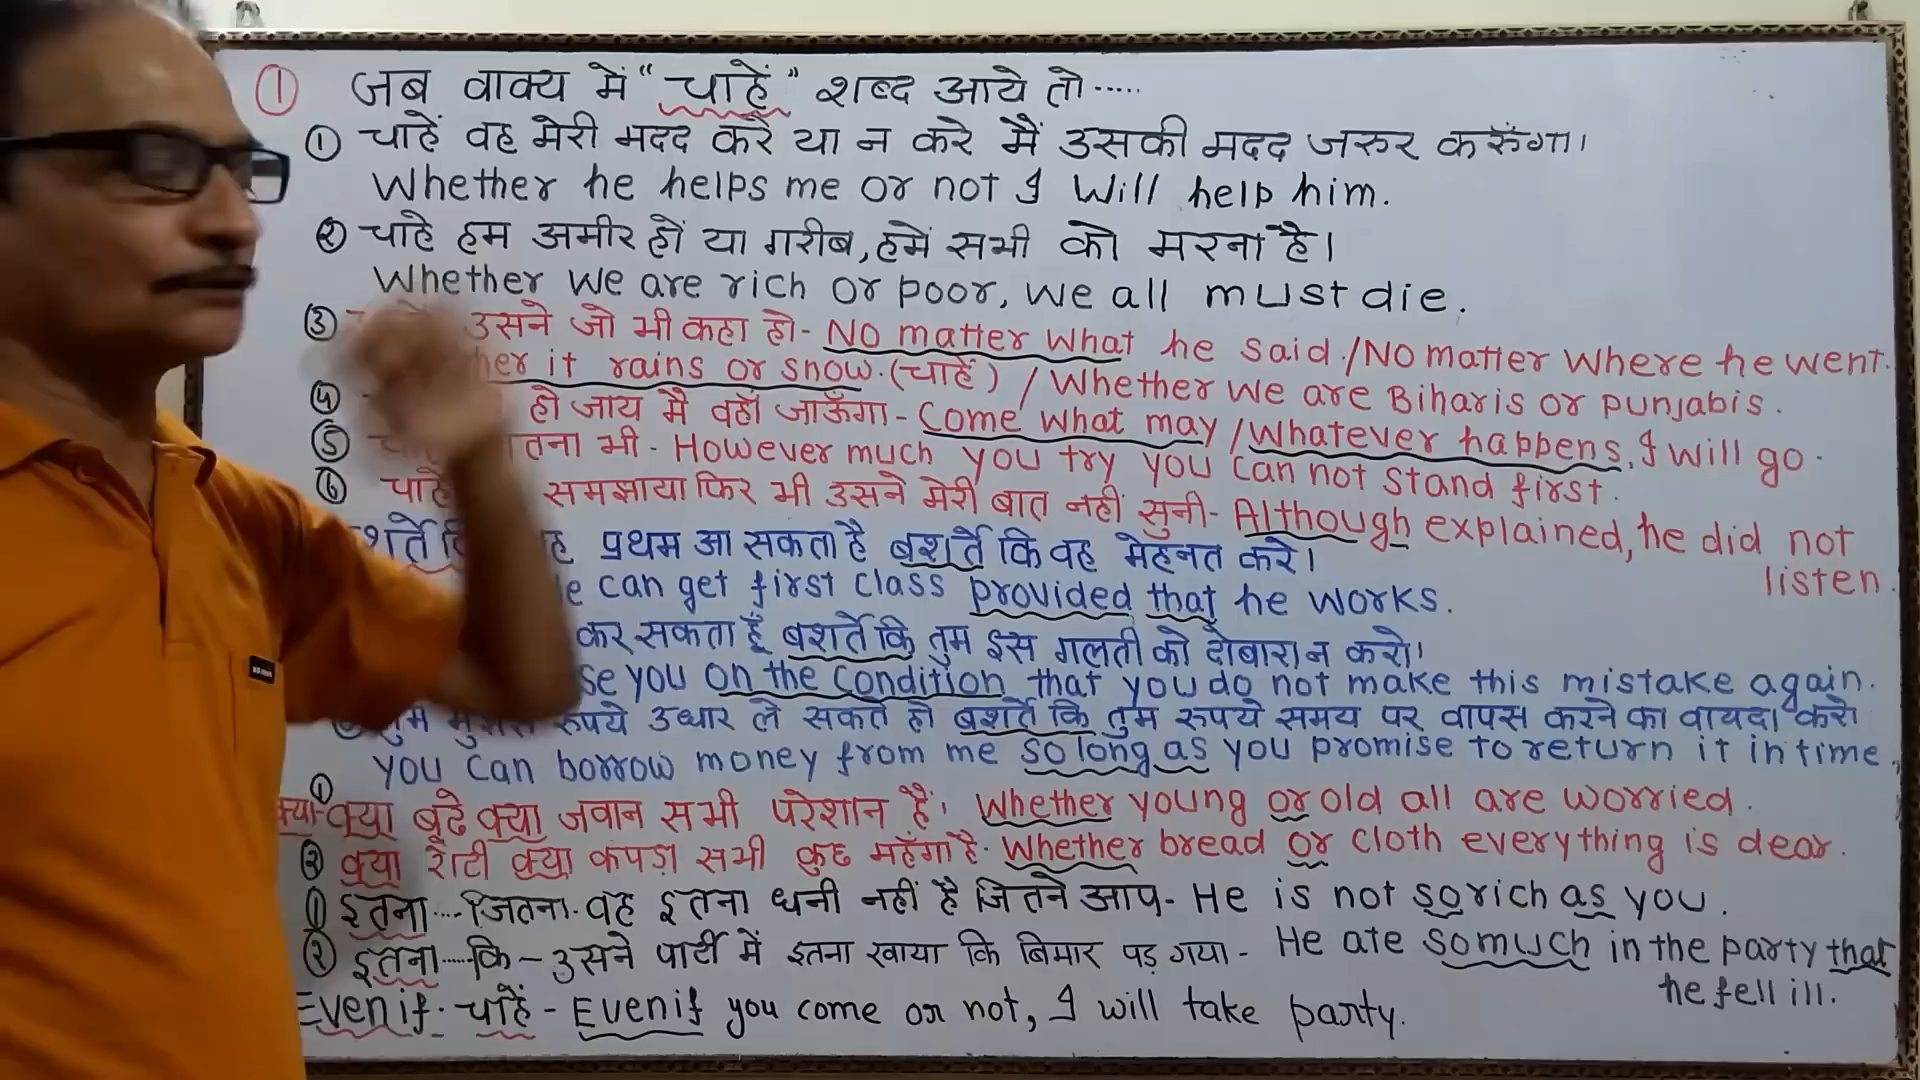 ① जब वाक्य में "चाहें" शब्द आये तो.....
① चाहें वह मेरी मदद करे या न करे मैं उसकी मदद जरुर करूँगा।
Whether he helps me or not I will help him.
② चाहे हम अमीर हों या गरीब, हमें सभी को मरना है।
Whether we are rich or poor, we all must die.
③ उसने जो भी कहा हो- No matter what he said./No matter where he went.
her it rains or snow. (चाहें) / Whether we are Biharis or punjabis.
④ हो जाय मै वहाँ जाऊँगा - Come what may/Whatever happens, I will go.
⑤ तना भी - However much you try you can not stand first.
⑥ चाहे समझाया फिर भी उसने मेरी बात नहीं सुनी- Although explained, he did not listen.
शर्ते ह प्रथम आ सकता है बशर्ते कि वह मेहनत करे।
e can get first class provided that he works.
कर सकता हूँ बशर्ते कि तुम इस गलती को दोबारा न करो।
se you on the condition that you do not make this mistake again.
तुम रूपये उधार ले सकते हो बशर्ते कि तुम रूपये समय पर वापस करने का वायदा करो
you can borrow money from me so long as you promise to return it in time.
क्या-क्या ① बूढे क्या जवान सभी परेशान हैं। Whether young or old all are worried.
② क्या रोटी क्या कपड़ा सभी कुछ महँगा है. Whether bread or cloth everything is dear.
① इतना....जितना. वह इतना धनी नहीं है जितने आप- He is not so rich as you.
② इतना....कि - उसने पार्टी में इतना खाया कि बिमार पड़ गया - He ate so much in the party that he fell ill.
Even if. चाहें - Even if you come or not, I will take party.